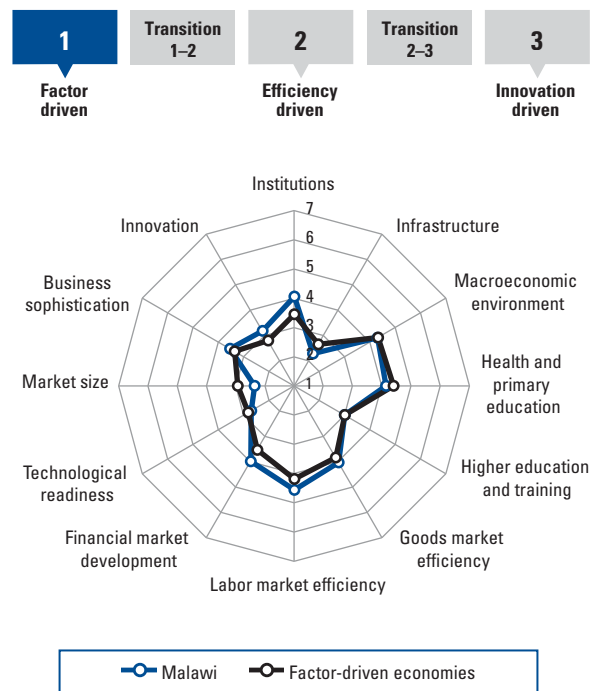 1
Transition
1–2
2
Transition
2–3
3
Factor
driven
Efficiency
driven
Innovation
driven
Institutions
Infrastructure
Macroeconomic
environment
Health and
primary
education
Higher education
and training
Goods market
efficiency
Labor market efficiency
Financial market
development
Technological
readiness
Market size
Business
sophistication
Innovation
7
6
5
4
3
2
1
Malawi
Factor-driven economies